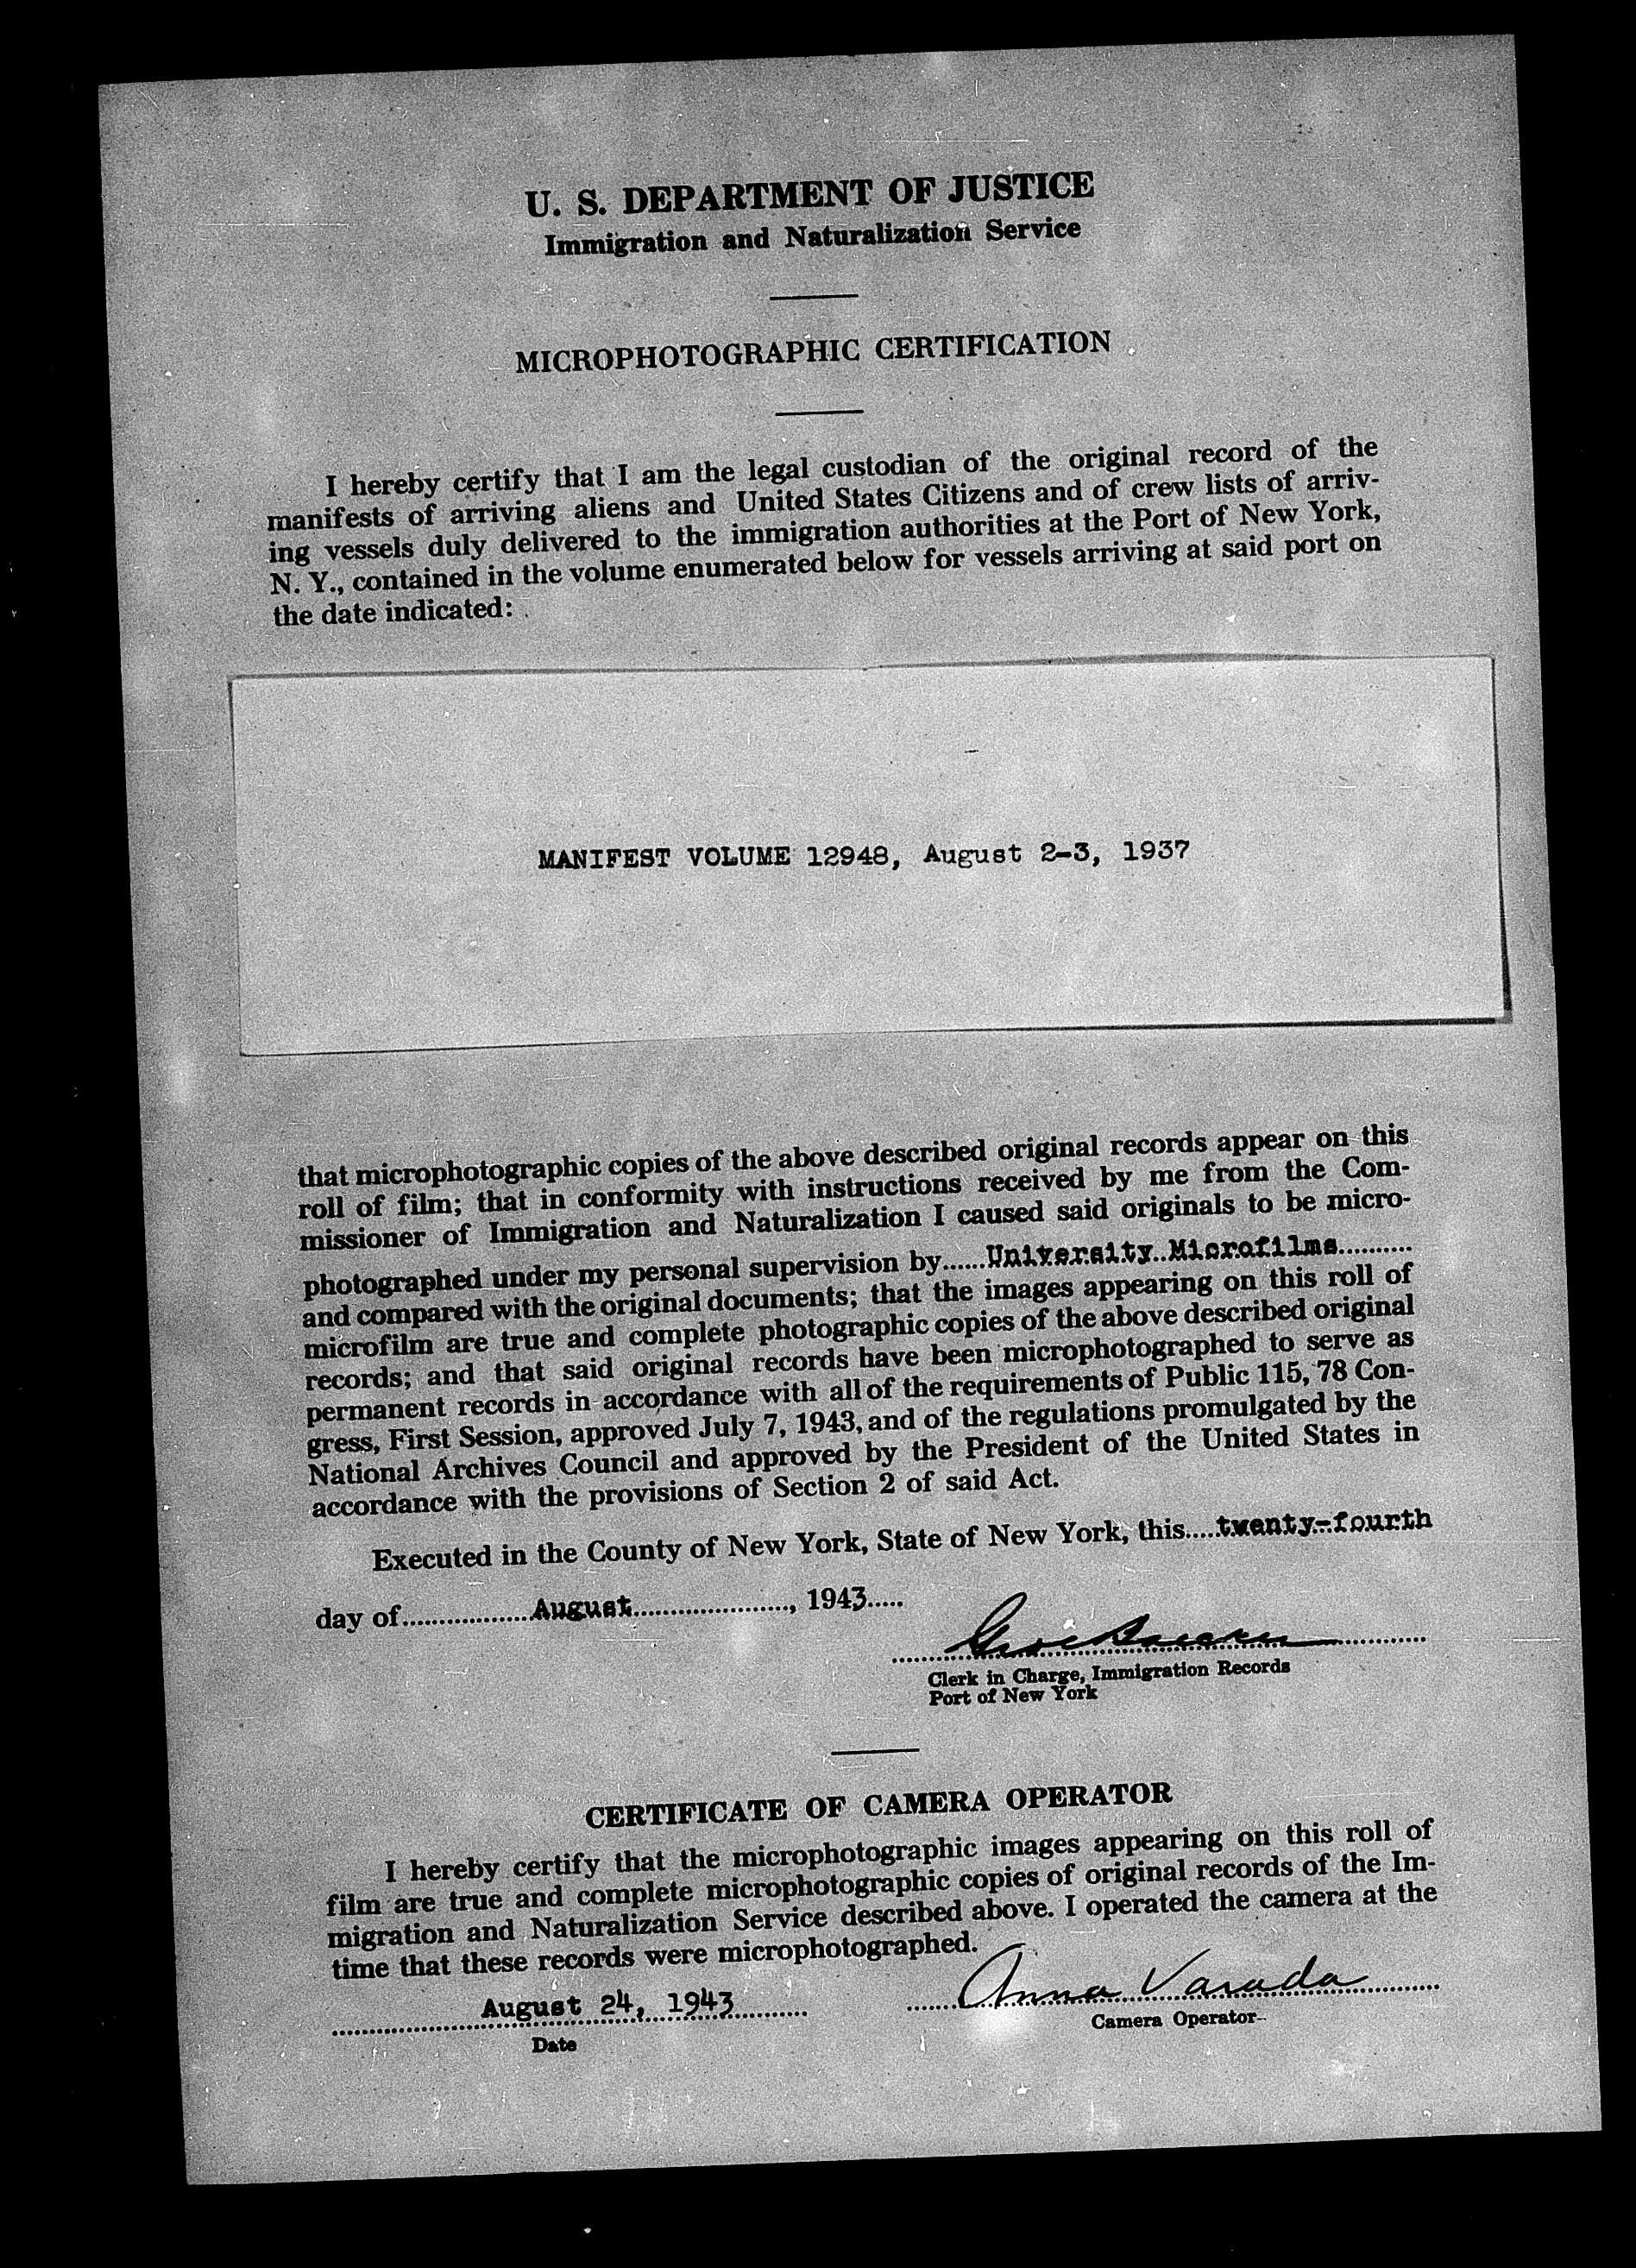 U. S. DEPARTMENT OF JUSTICE
Immigration and Naturalization Service
MICROPHOTOGRAPHIC CERTIFICATION
I hereby certify that I am the legal custodian of the original record of the
manifests of arriving aliens and United States Citizens and of crew lists of arriv-
ing vessels duly delivered to the immigration authorities at the Port of New York,
N. Y., contained in the volume enumerated below for vessels arriving at said port on
the date indicated:
MANIFEST VOLUME 12948, August 2-3, 1937
that microphotographic copies of the above described original records appear on this
roll of film; that in conformity with instructions received by me from the Com-
missioner of Immigration and Naturalization I caused said originals to be micro-
photographed under my personal supervision by......University Microfilms..........
and compared with the original documents; that the images appearing on this roll of
microfilm are true and complete photographic copies of the above described original
records; and that said original records have been microphotographed to serve as
permanent records in accordance with all of the requirements of Public 115, 78 Con-
gress, First Session, approved July 7, 1943, and of the regulations promulgated by the
National Archives Council and approved by the President of the United States in
accordance with the provisions of Section 2 of said Act.
Executed in the County of New York, State of New York, this....twenty-fourth
day of..................August......................, 1943.....
Clerk in Charge, Immigration Records
Port of New York
CERTIFICATE OF CAMERA OPERATOR
I hereby certify that the microphotographic images appearing on this roll of
film are true and complete microphotographic copies of original records of the Im-
migration and Naturalization Service described above. I operated the camera at the
time that these records were microphotographed.
August 24, 1943 Anna Varada
Date Camera Operator